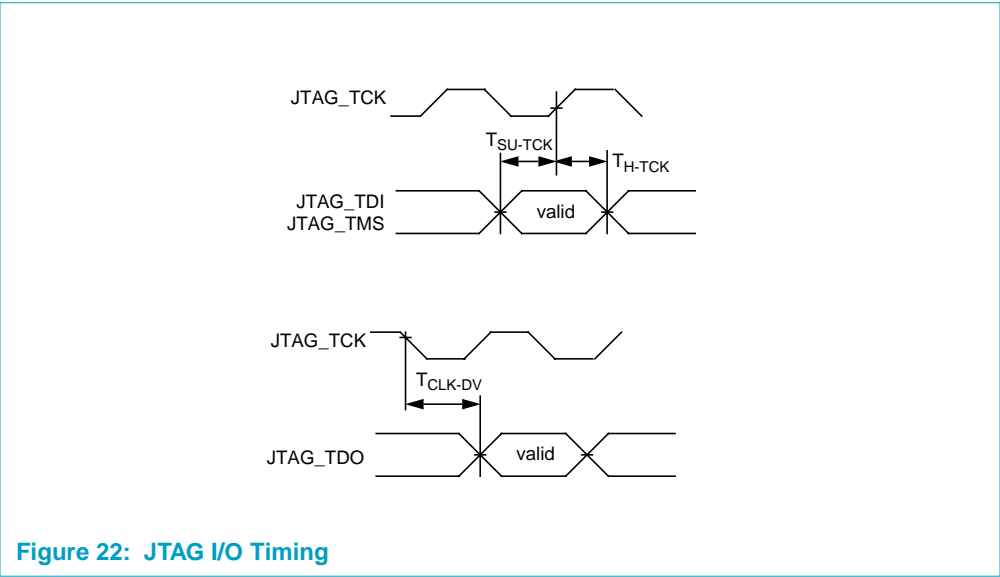 JTAG_TCK
TSU-TCK
TH-TCK
JTAG_TDI
JTAG_TMS
valid
JTAG_TCK
TCLK-DV
JTAG_TDO
valid
Figure 22: JTAG I/O Timing